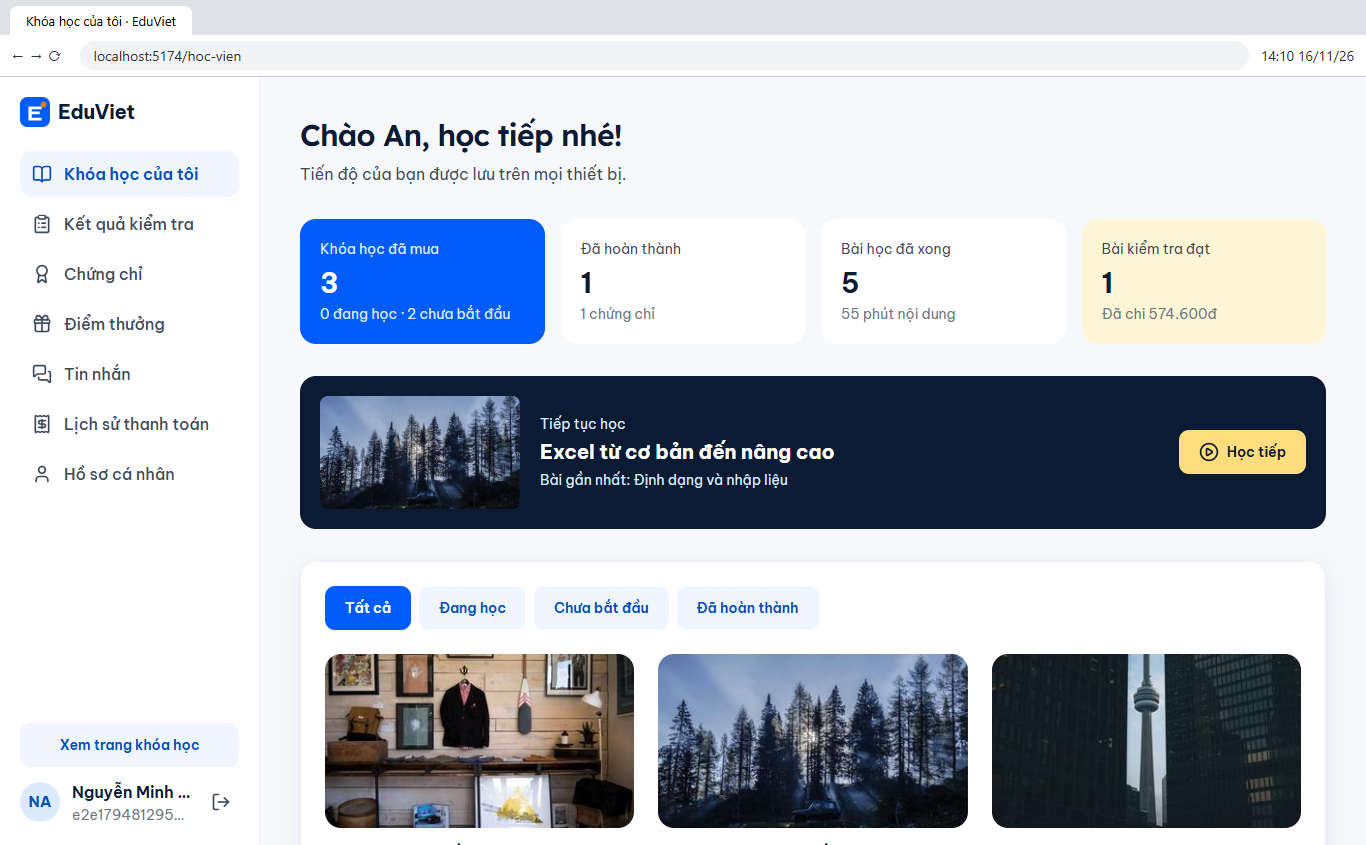 Khóa học của tôi · EduViet
localhost:5174/hoc-vien
14:10 16/11/26
EduViet
Khóa học của tôi
Kết quả kiểm tra
Chứng chỉ
Điểm thưởng
Tin nhắn
Lịch sử thanh toán
Hồ sơ cá nhân
Xem trang khóa học
NA
Nguyễn Minh ...
e2e179481295...
Chào An, học tiếp nhé!
Tiến độ của bạn được lưu trên mọi thiết bị.
Khóa học đã mua
3
0 đang học · 2 chưa bắt đầu
Đã hoàn thành
1
1 chứng chỉ
Bài học đã xong
5
55 phút nội dung
Bài kiểm tra đạt
1
Đã chi 574.600đ
Tiếp tục học
Excel từ cơ bản đến nâng cao
Bài gần nhất: Định dạng và nhập liệu
Học tiếp
Tất cả
Đang học
Chưa bắt đầu
Đã hoàn thành